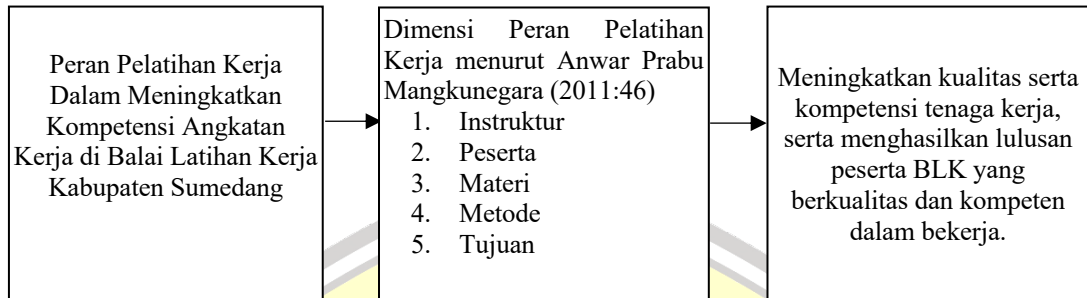 Peran Pelatihan Kerja
Dalam Meningkatkan
Kompetensi Angkatan
Kerja di Balai Latihan Kerja
Kabupaten Sumedang
Dimensi Peran Pelatihan
Kerja menurut Anwar Prabu
Mangkunegara (2011:46)
1. Instruktur
2. Peserta
3. Materi
4. Metode
5. Tujuan
Meningkatkan kualitas serta
kompetensi tenaga kerja,
serta menghasilkan lulusan
peserta BLK yang
berkualitas dan kompeten
dalam bekerja.